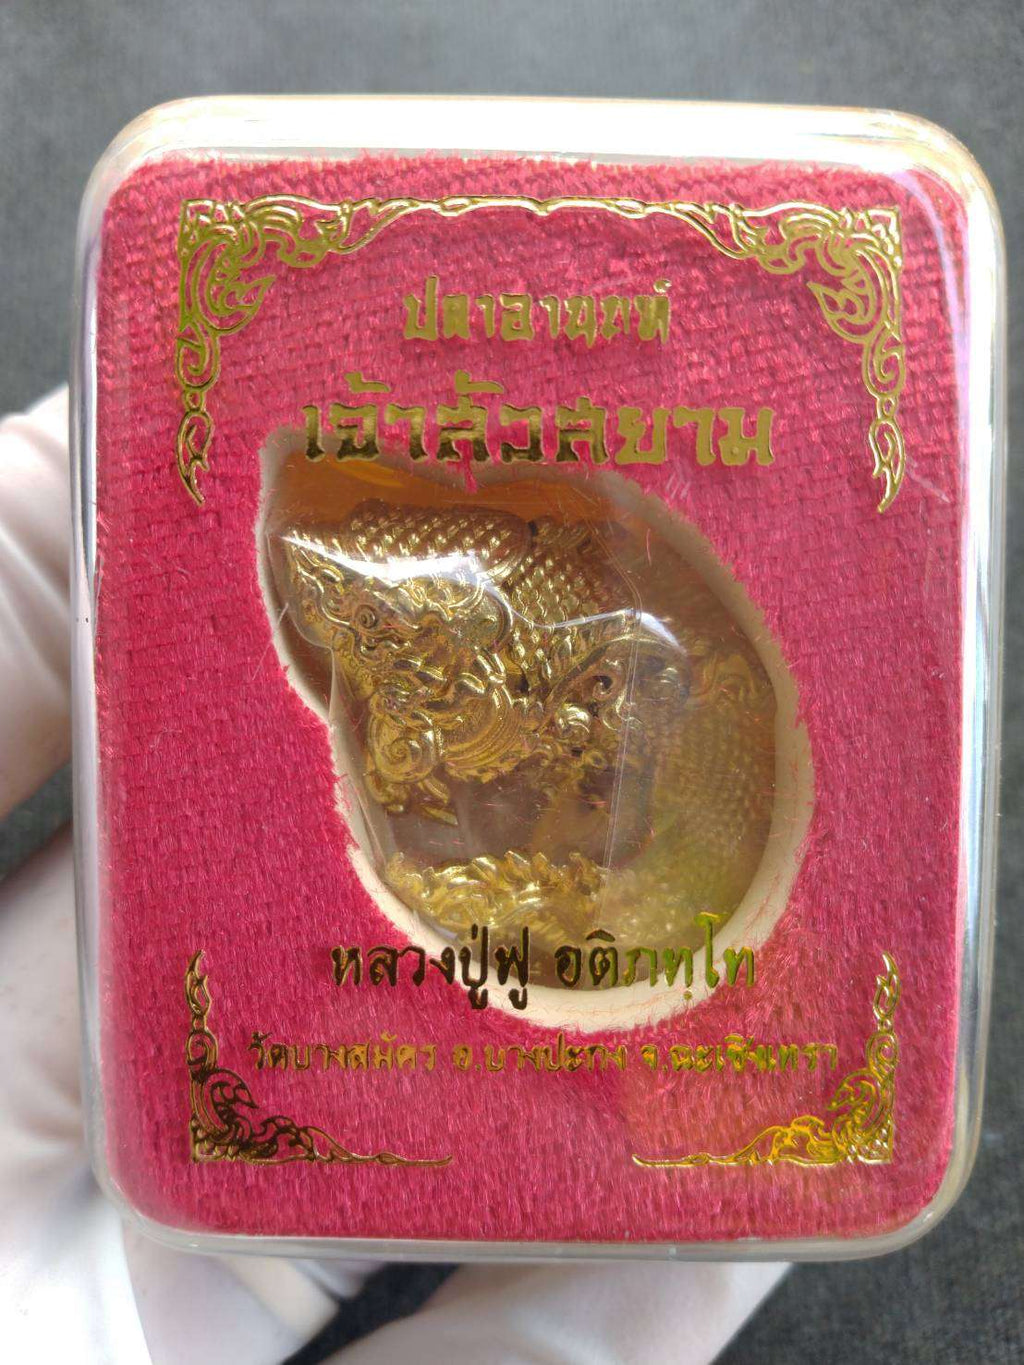 ปลาอานนท์
เจ้าสัวสยาม
หลวงปู่ฟู อติภทฺโท
วัดบางสมัคร อ.บางปะกง จ.ฉะเชิงเทรา